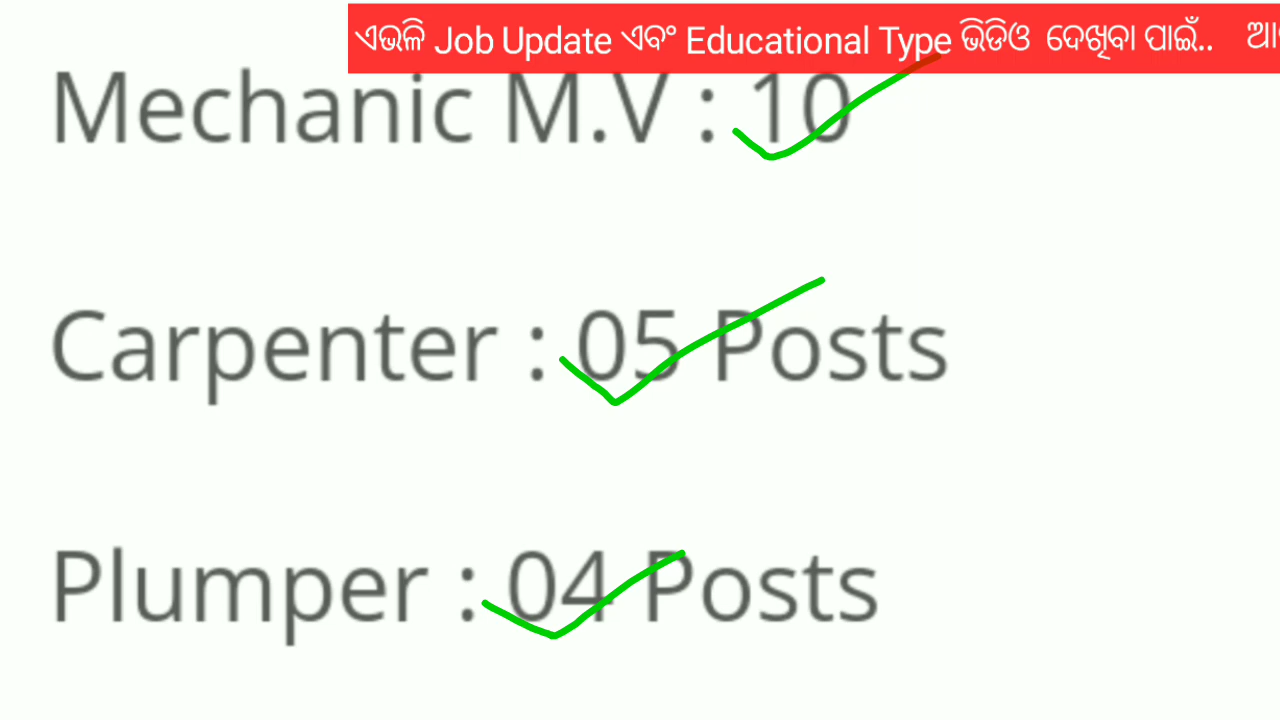 ଏଭଳି Job Update ଏବଂ Educational Type ଭିଡିଓ ଦେଖିବା ପାଇଁ..
Mechanic M.V : 10
Carpenter : 05 Posts
Plumper : 04 Posts